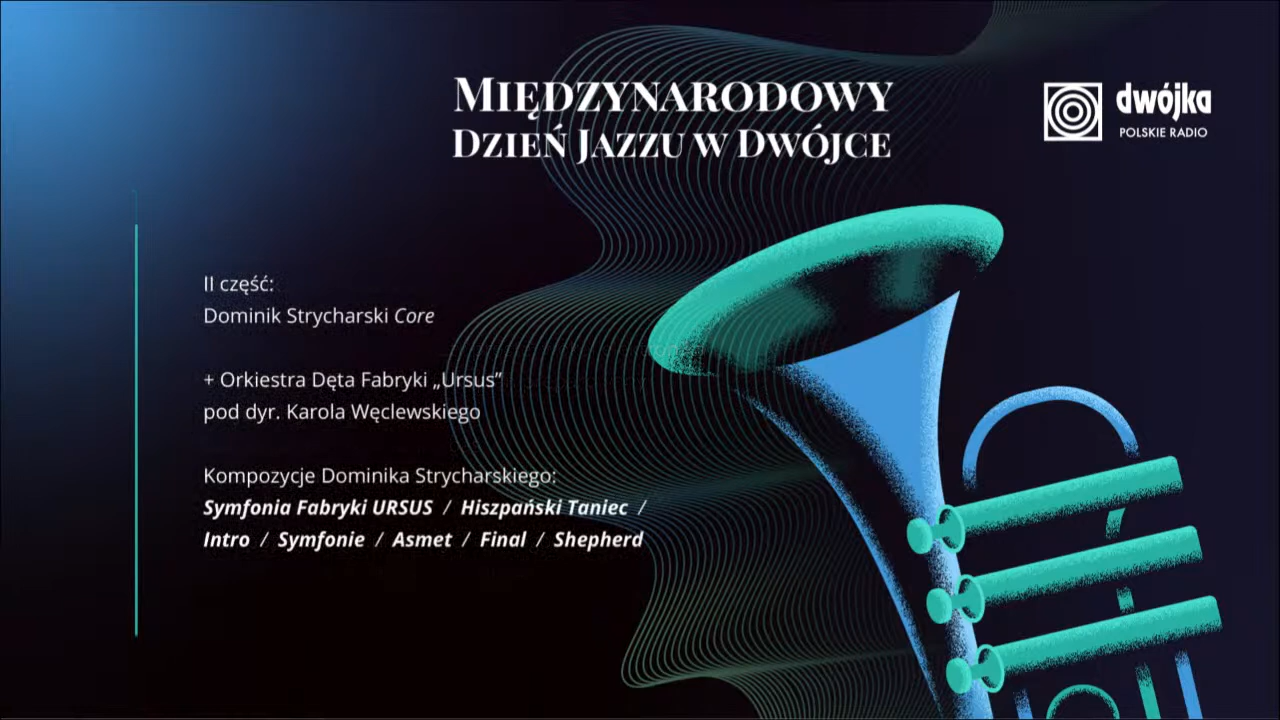 Międzynarodowy
Dzień Jazzu w Dwójce
dwójka
POLSKIE RADIO
II część:
Dominik Strycharski Core
+ Orkiestra Dęta Fabryki „Ursus”
pod dyr. Karola Węclewskiego
Kompozycje Dominika Strycharskiego:
Symfonia Fabryki URSUS / Hiszpański Taniec /
Intro / Symfonie / Asmet / Final / Shepherd